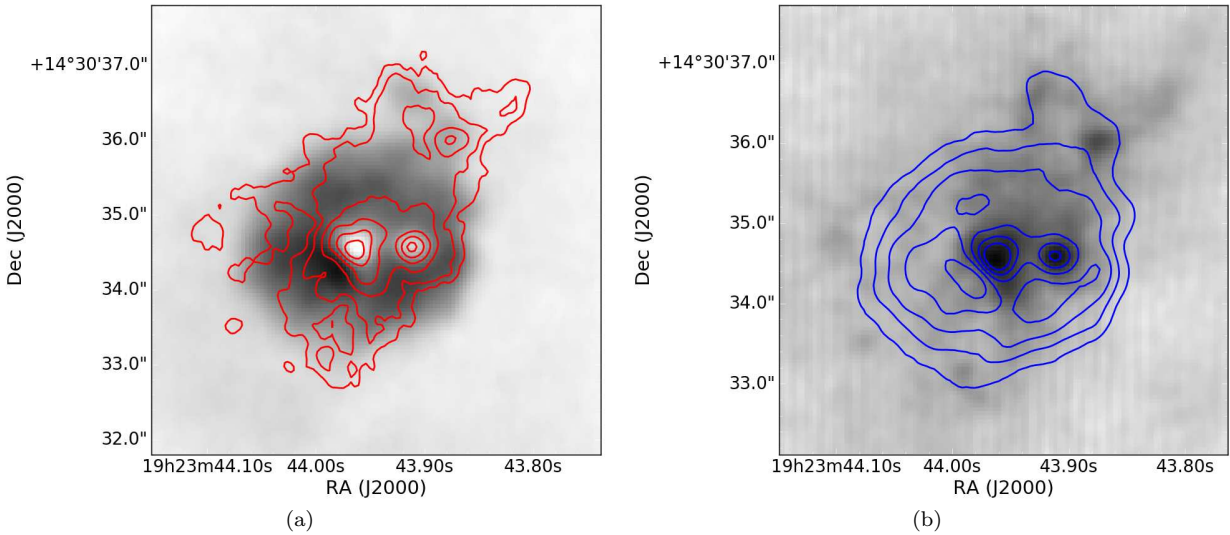 +14°30'37.0"
36.0"
35.0"
34.0"
33.0"
32.0"
Dec (J2000)
19h23m44.10s 44.00s 43.90s 43.80s
RA (J2000)
(a)
+14°30'37.0"
36.0"
35.0"
34.0"
33.0"
Dec (J2000)
19h23m44.10s 44.00s 43.90s 43.80s
RA (J2000)
(b)